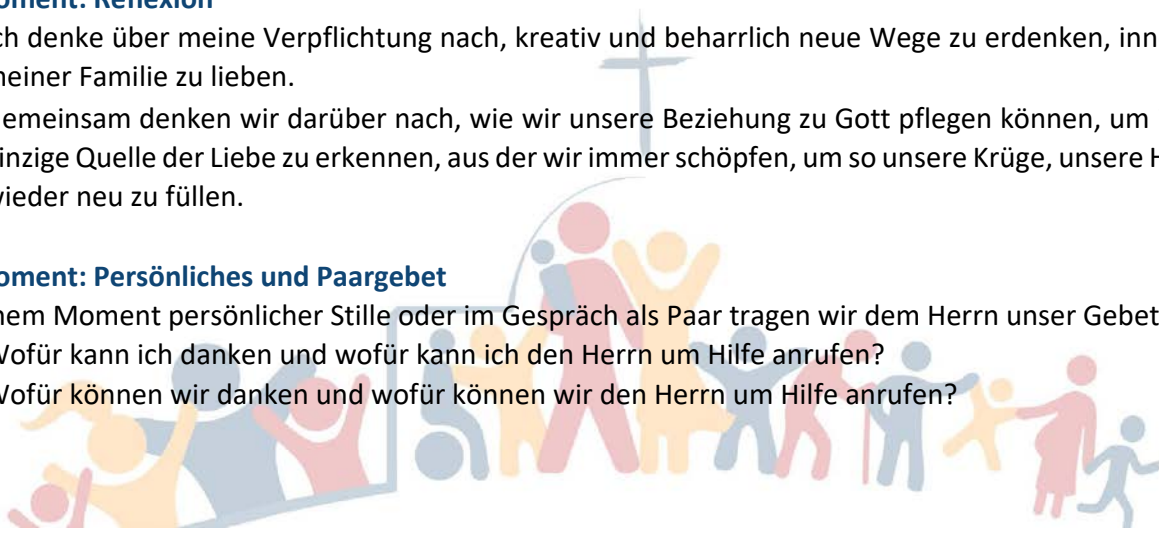 oment: Reflexion
ch denke über meine Verpflichtung nach, kreativ und beharrlich neue Wege zu erdenken, inn
neiner Familie zu lieben.
emeinsam denken wir darüber nach, wie wir unsere Beziehung zu Gott pflegen können, um
inzige Quelle der Liebe zu erkennen, aus der wir immer schöpfen, um so unsere Krüge, unsere H
vieder neu zu füllen.
oment: Persönliches und Paargebet
nem Moment persönlicher Stille oder im Gespräch als Paar tragen wir dem Herrn unser Gebet
Wofür kann ich danken und wofür kann ich den Herrn um Hilfe anrufen?
Wofür können wir danken und wofür können wir den Herrn um Hilfe anrufen?